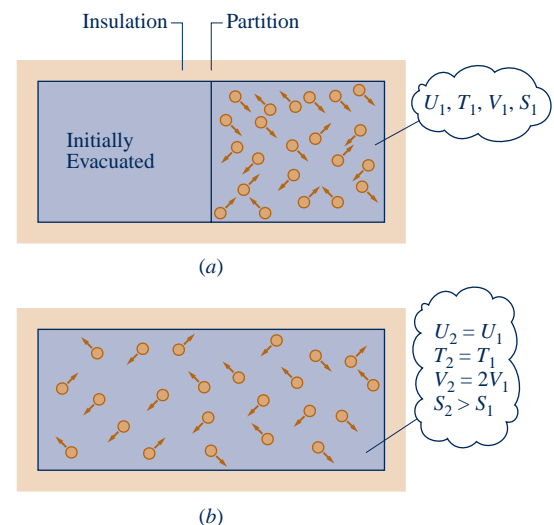 Insulation Partition
Initially
Evacuated
U₁, T₁, V₁, S₁
(a)
U₂ = U₁
T₂ = T₁
V₂ = 2V₁
S₂ > S₁
(b)